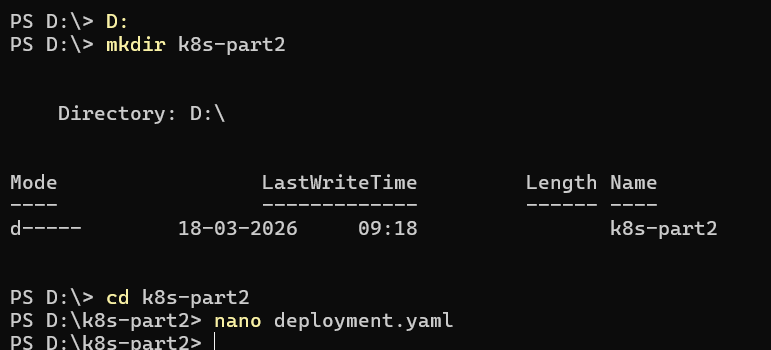 PS D:\> D:
PS D:\> mkdir k8s-part2
Directory: D:\
Mode LastWriteTime Length Name
---- ------------- ------ ----
d----- 18-03-2026 09:18 k8s-part2
PS D:\> cd k8s-part2
PS D:\k8s-part2> nano deployment.yaml
PS D:\k8s-part2>